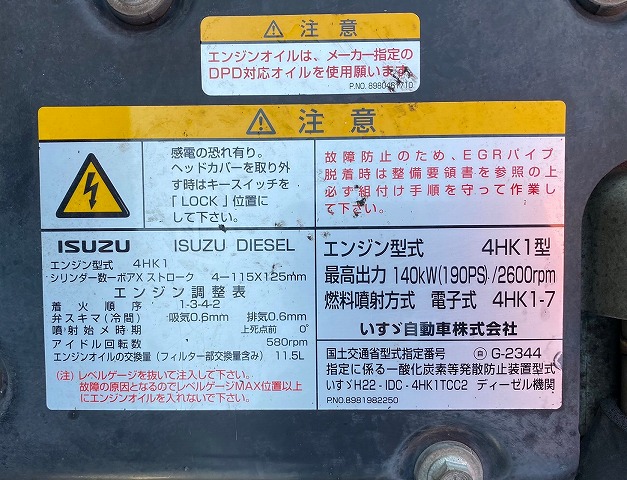 注意
エンジンオイルは、メーカー指定の
DPD対応オイルを使用願います
P.NO.
注意
感電の恐れ有り。
ヘッドカバーを取り外
す時はキースイッチを
「LOCK」位置に
して下さい。
故障防止のため、EGRパイプ
脱着時は整備要領書を参照の上
必ず組付け手順を守って作業し
て下さい。
ISUZU ISUZU DIESEL
エンジン型式 4HK1
シリンダー数ーボアXストローク 4ー115X125mm
エンジン調整表
着火順序 1-3-4-2
弁スキマ(冷間) 吸気0.6mm 排気0.6mm
噴射始メ時期 上死点前 0°
アイドル回転数 580rpm
エンジンオイルの交換量(フィルター部交換量含み) 11.5L
(注)レベルゲージを抜いて注入して下さい。
故障の原因となるのでレベルゲージMAX位置以上
にエンジンオイルを入れないで下さい。
エンジン型式 4HK1型
最高出力 140kW(190PS)/2600rpm
燃料噴射方式 電子式 4HK1-7
いすゞ自動車株式会社
国土交通省型式指定番号 G-2344
指定に係る一酸化炭素等発散防止装置型式
いすゞH22-IDC-4HK1TCC2 ディーゼル機関
P.NO.8981982250